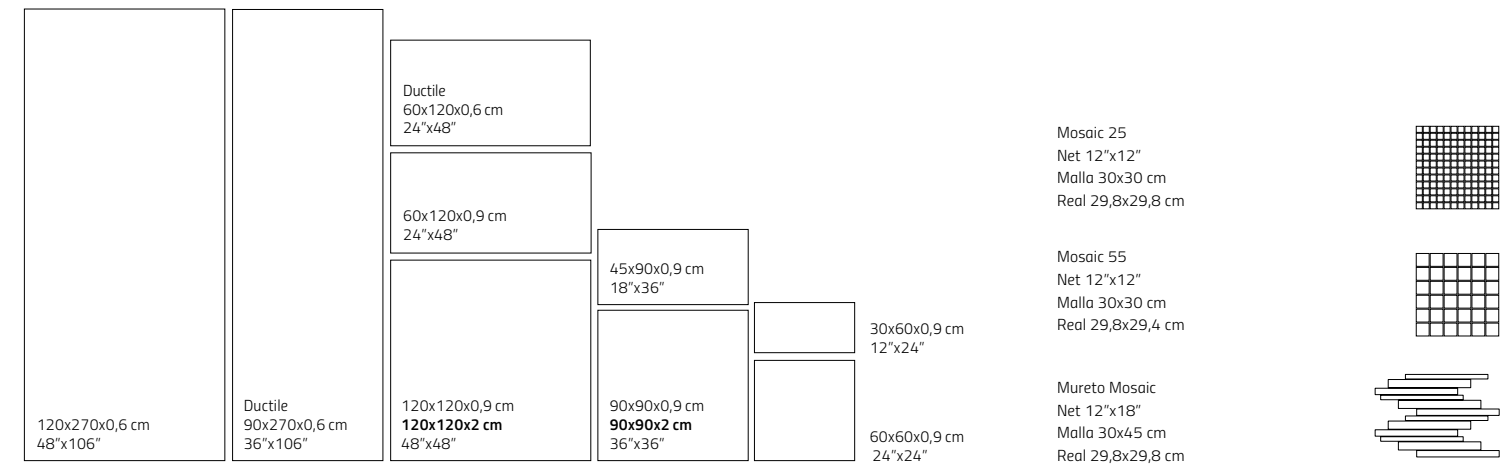 120x270x0,6 cm
48”x106”
Ductile
90x270x0,6 cm
36”x106”
Ductile
60x120x0,6 cm
24”x48”
60x120x0,9 cm
24”x48”
120x120x0,9 cm
120x120x2 cm
48”x48”
45x90x0,9 cm
18”x36”
90x90x0,9 cm
90x90x2 cm
36”x36”
30x60x0,9 cm
12”x24”
60x60x0,9 cm
24”x24”
Mosaic 25
Net 12”x12”
Malla 30x30 cm
Real 29,8x29,8 cm
Mosaic 55
Net 12”x12”
Malla 30x30 cm
Real 29,8x29,4 cm
Mureto Mosaic
Net 12”x18”
Malla 30x45 cm
Real 29,8x29,8 cm